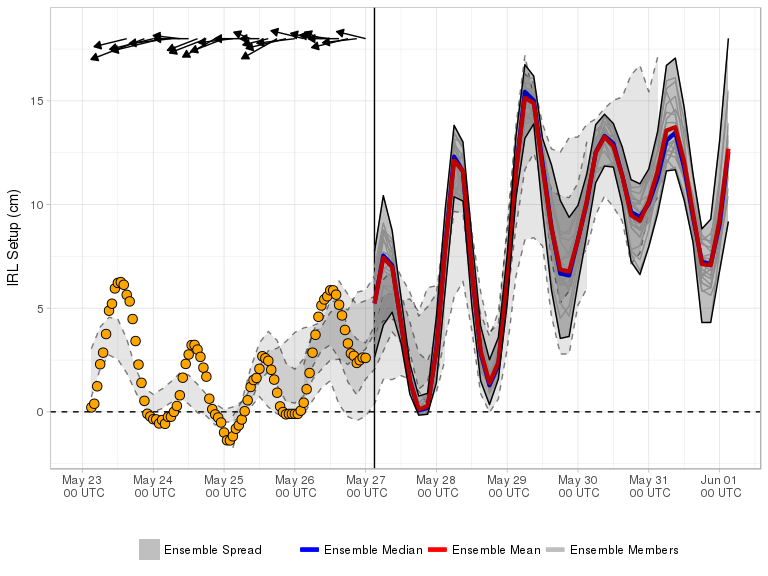 IRL Setup (cm)
15
10
5
0
May 23
00 UTC
May 24
00 UTC
May 25
00 UTC
May 26
00 UTC
May 27
00 UTC
May 28
00 UTC
May 29
00 UTC
May 30
00 UTC
May 31
00 UTC
Jun 01
00 UTC
Ensemble Spread
Ensemble Median
Ensemble Mean
Ensemble Members